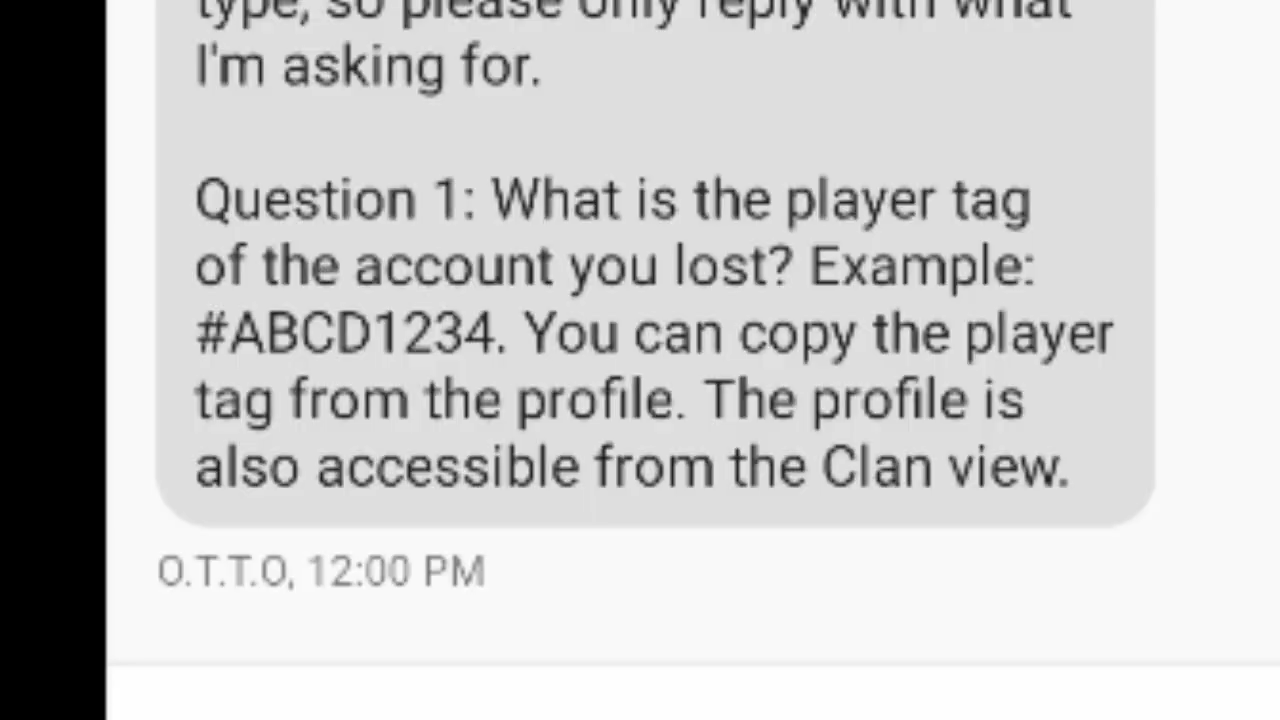 type, so please only reply with what
I'm asking for.
Question 1: What is the player tag
of the account you lost? Example:
#ABCD1234. You can copy the player
tag from the profile. The profile is
also accessible from the Clan view.
O.T.T.O, 12:00 PM